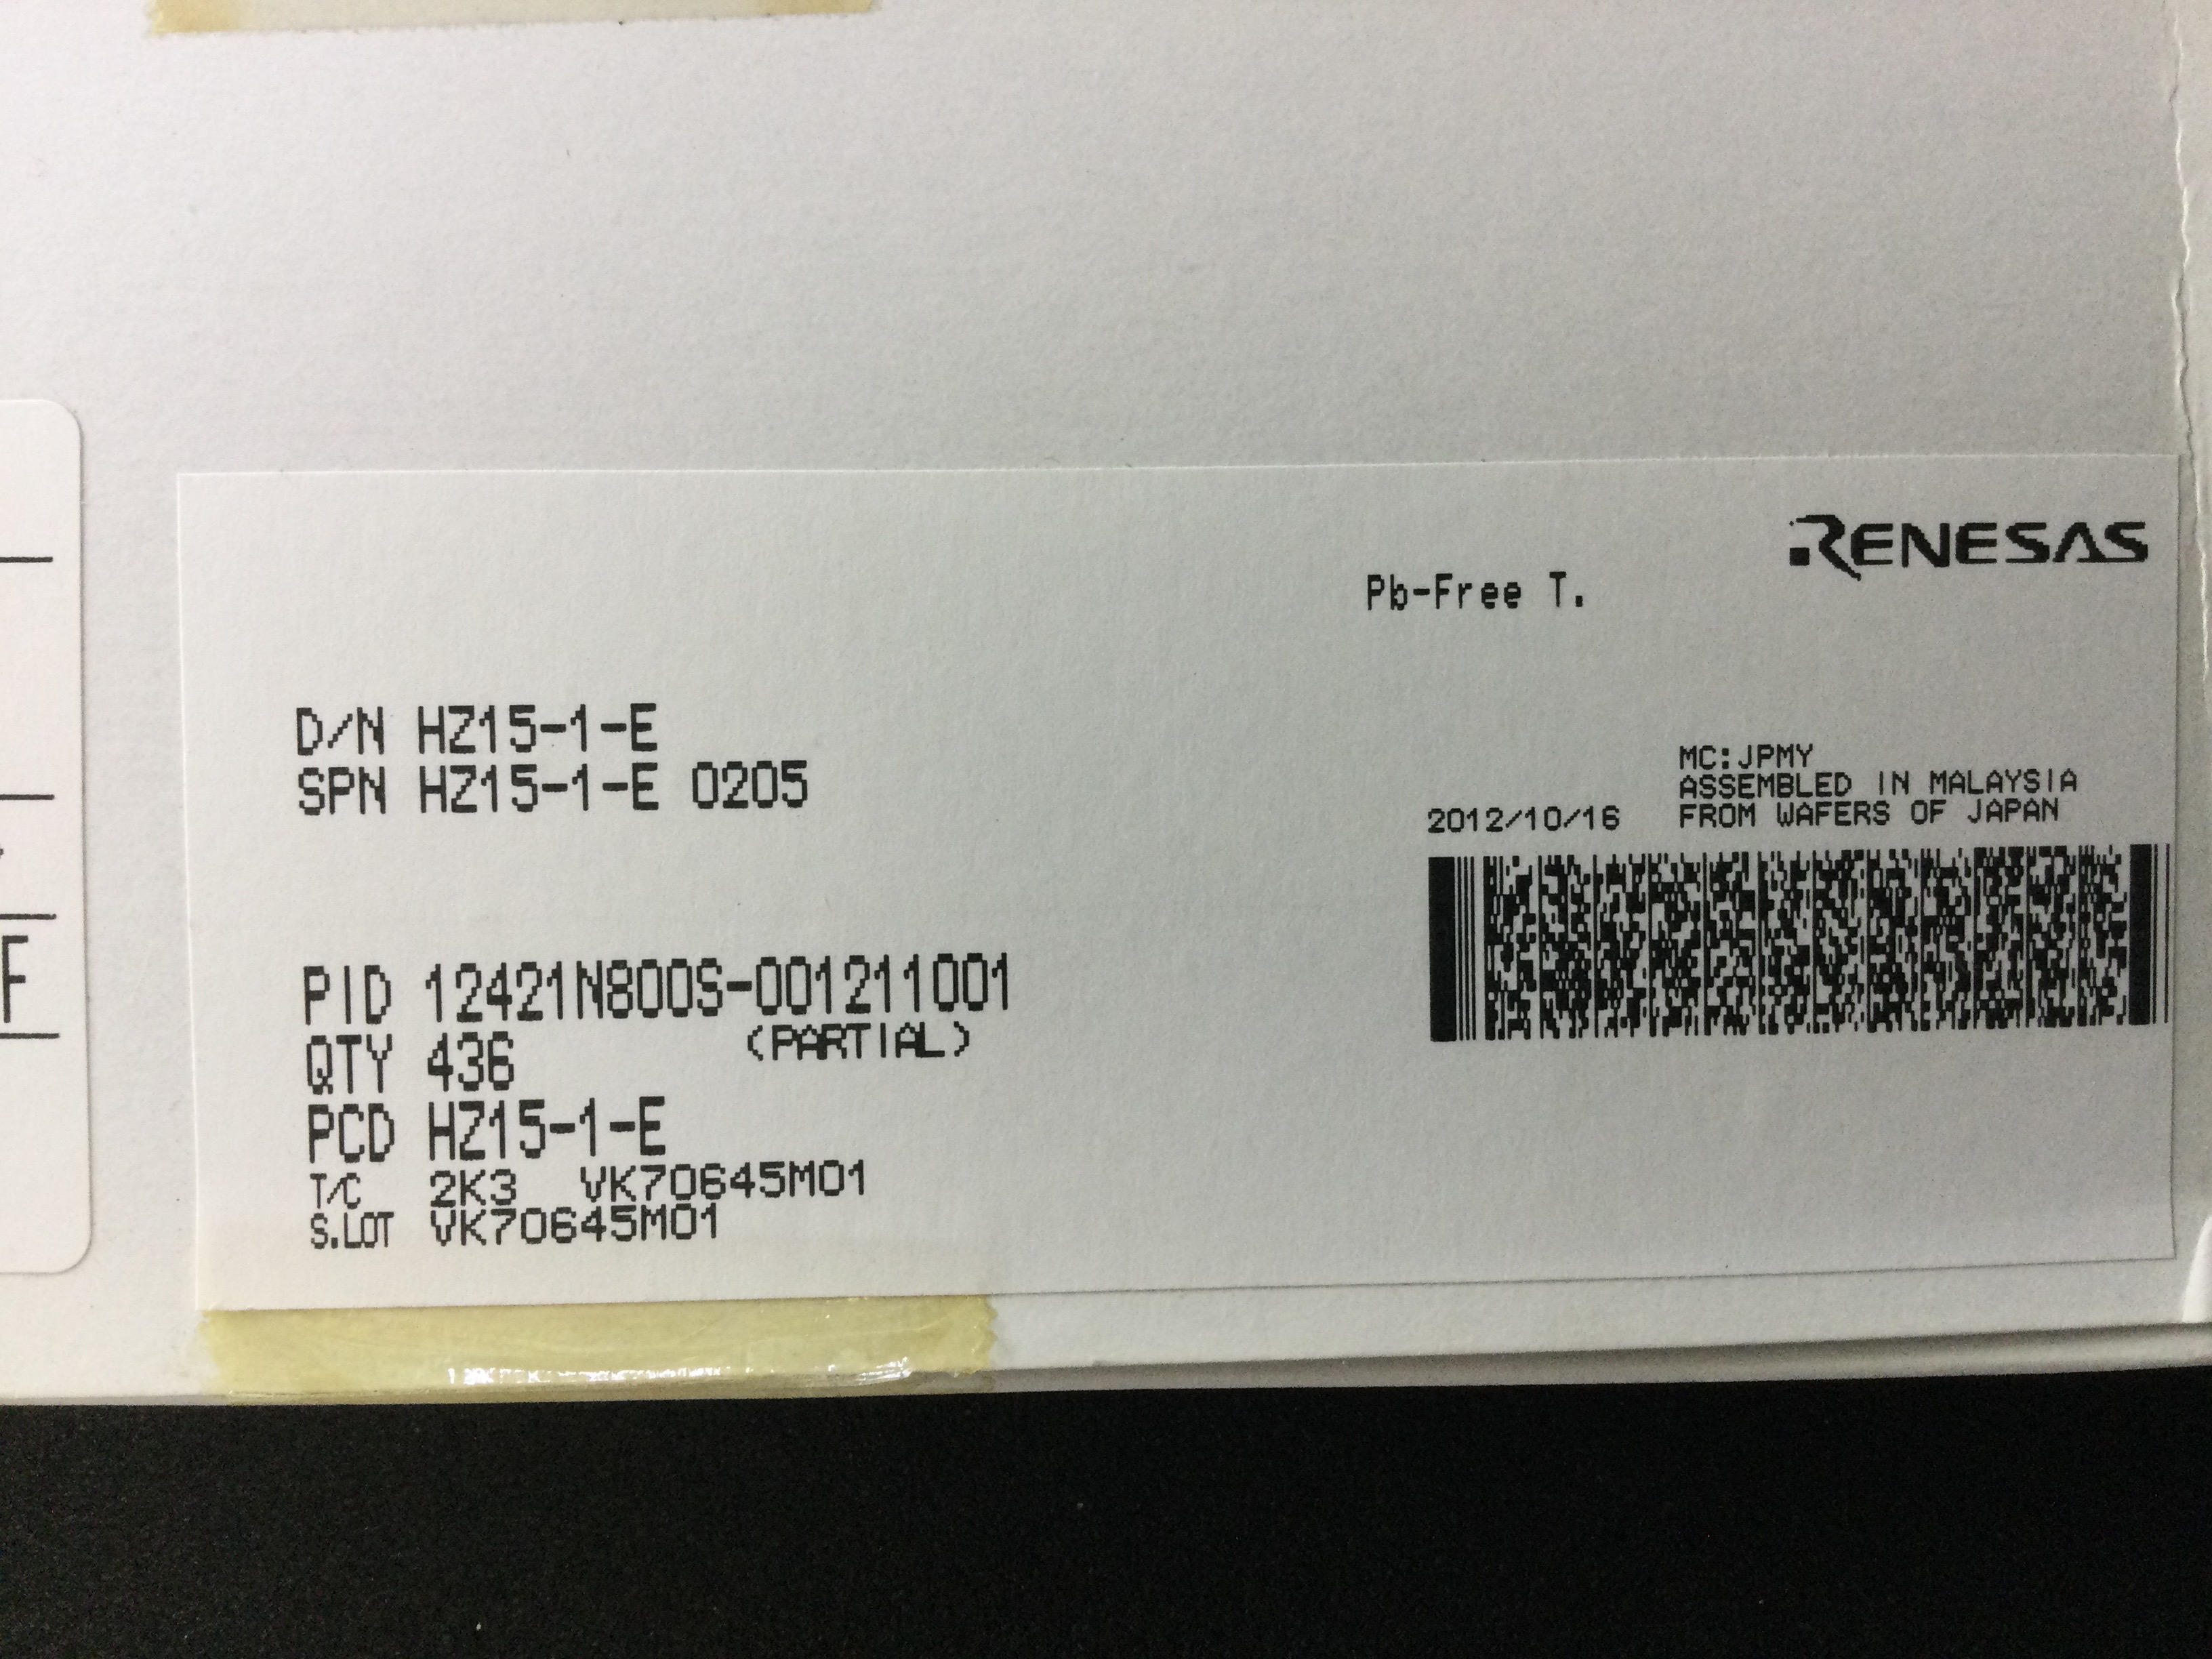 RENESAS
Pb-Free T.
D/N HZ15-1-E
SPN HZ15-1-E 0205
MC:JPMY
ASSEMBLED IN MALAYSIA
2012/10/16 FROM WAFERS OF JAPAN
PID 12421N800S-001211001
QTY 436 (PARTIAL)
PCD HZ15-1-E
T/C 2K3 VK70645M01
S.LOT VK70645M01
F